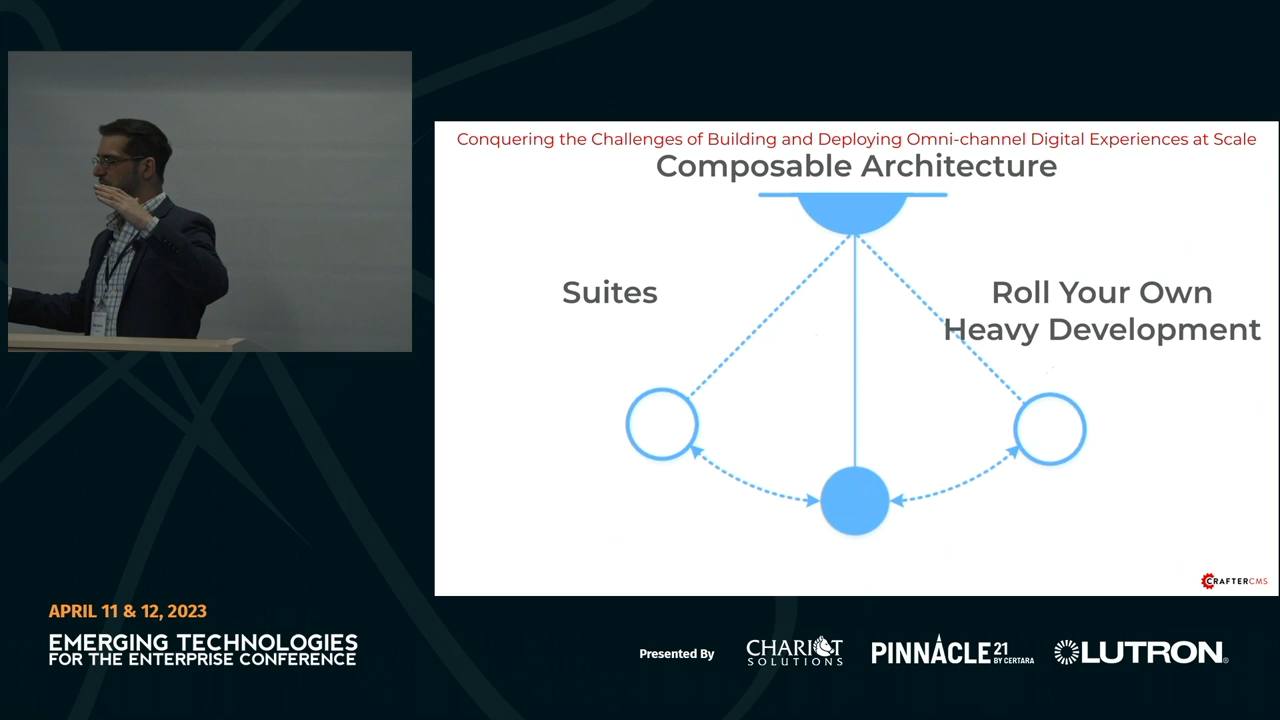 Conquering the Challenges of Building and Deploying Omni-channel Digital Experiences at Scale
Composable Architecture
Suites
Roll Your Own
Heavy Development
CRAFTERCMS
APRIL 11 & 12, 2023
EMERGING TECHNOLOGIES
FOR THE ENTERPRISE CONFERENCE
Presented By
CHARIOT
SOLUTIONS
PINNACLE 21
BY CERTARA
LUTRON®